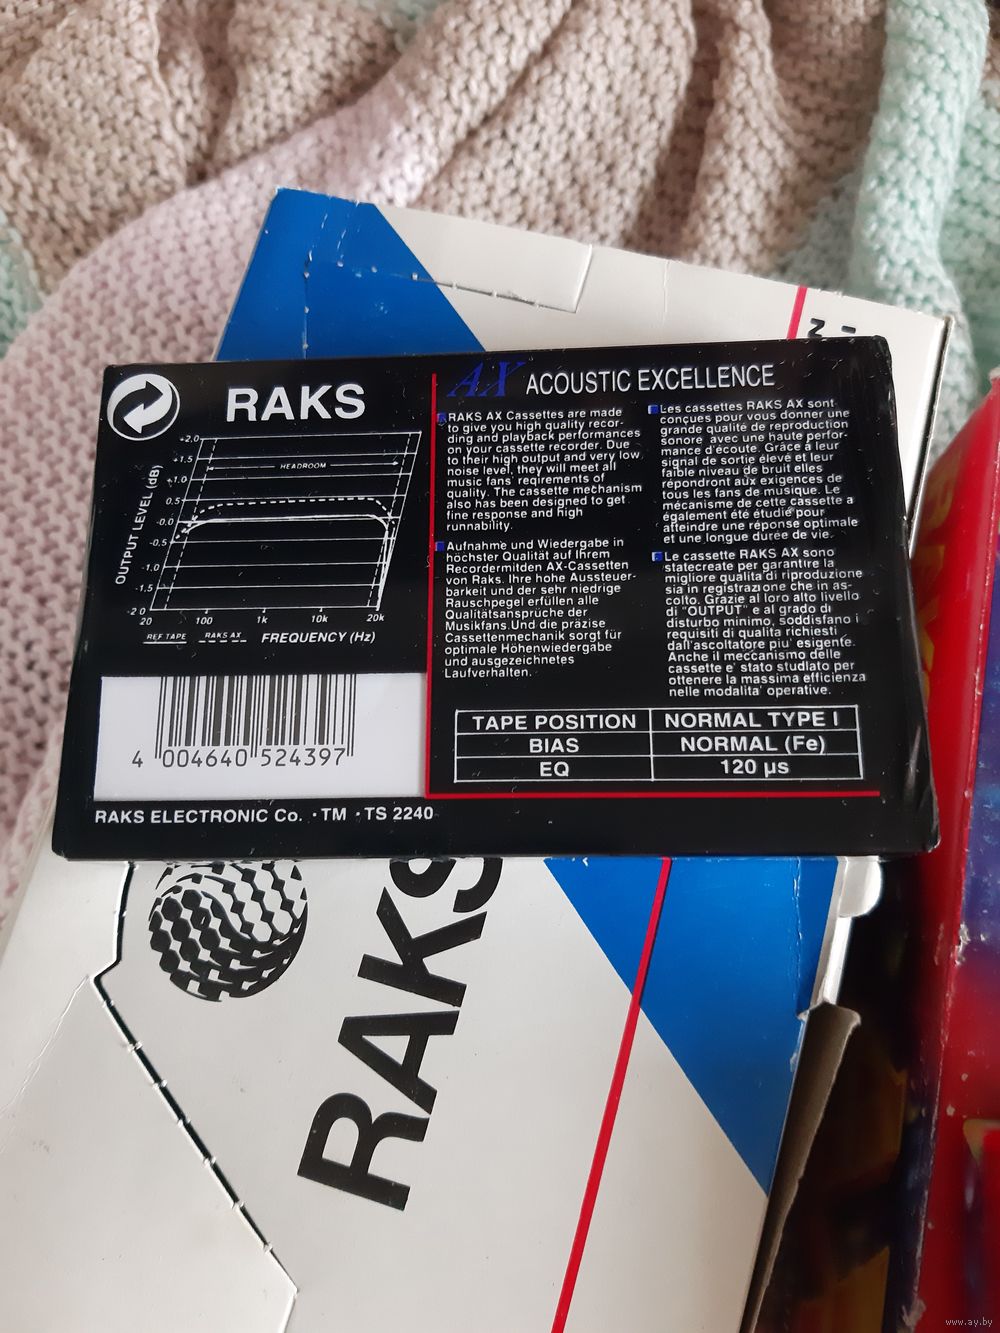 RAKS
OUTPUT LEVEL (dB)
+2.0
+1.5
HEADROOM
1.0
0.5
-0.0
-0.5
-1.0
-1.5
-2.0
20 100 1k 10k 20k
REF TAPE RAKS AX FREQUENCY (Hz)
4 004640 524397
RAKS ELECTRONIC Co. · TM · TS 2240
AX ACOUSTIC EXCELLENCE
RAKS AX Cassettes are made
to give you high quality recor-
ding and playback performances
on your cassette recorder. Due
to their high output and very low
noise level, they will meet all
music fans' reqirements of
quality. The cassette mechanism
also has been designed to get
fine response and high
runnability.
Aufnahme und Wiedergabe in
höchster Qualität auf Ihrem
Recordermitden AX-Cassetten
von Raks. Ihre hohe Aussteuer-
barkeit und der sehr niedrige
Rauschpegel erfüllen alle
Qualitätsansprüche der
Musikfans.Und die präzise
Cassettenmechanik sorgt für
optimale Höhenwiedergabe
und ausgezeichnetes
Laufverhalten.
Les cassettes RAKS AX sont
conçues pour vous donner une
grande qualité de reproduction
sonore avec une haute perfor-
mance d'écoute. Grâce à leur
signal de sortie élevé et leur
faible niveau de bruit elles
répondront aux exigences de
tous les fans de musique. Le
mécanisme de cette cassette a
également été étudié pour
atteindre une réponse optimale
et une longue durée de vie.
Le cassette RAKS AX sono
statecreate per garantire la
migliore qualita di riproduzione
sia in registrazione che in as-
colto. Grazie al loro alto livello
di "OUTPUT" e al grado di
disturbo minimo, soddisfano i
requisiti di qualita richiesti
dall'ascoltatore piu' esigente.
Anche il meccanismo delle
cassette e' stato studlato per
ottenere la massima efficienza
nelle modalita' operative.
TAPE POSITION NORMAL TYPE I
BIAS NORMAL (Fe)
EQ 120 µs
RAKS
www.ay.by